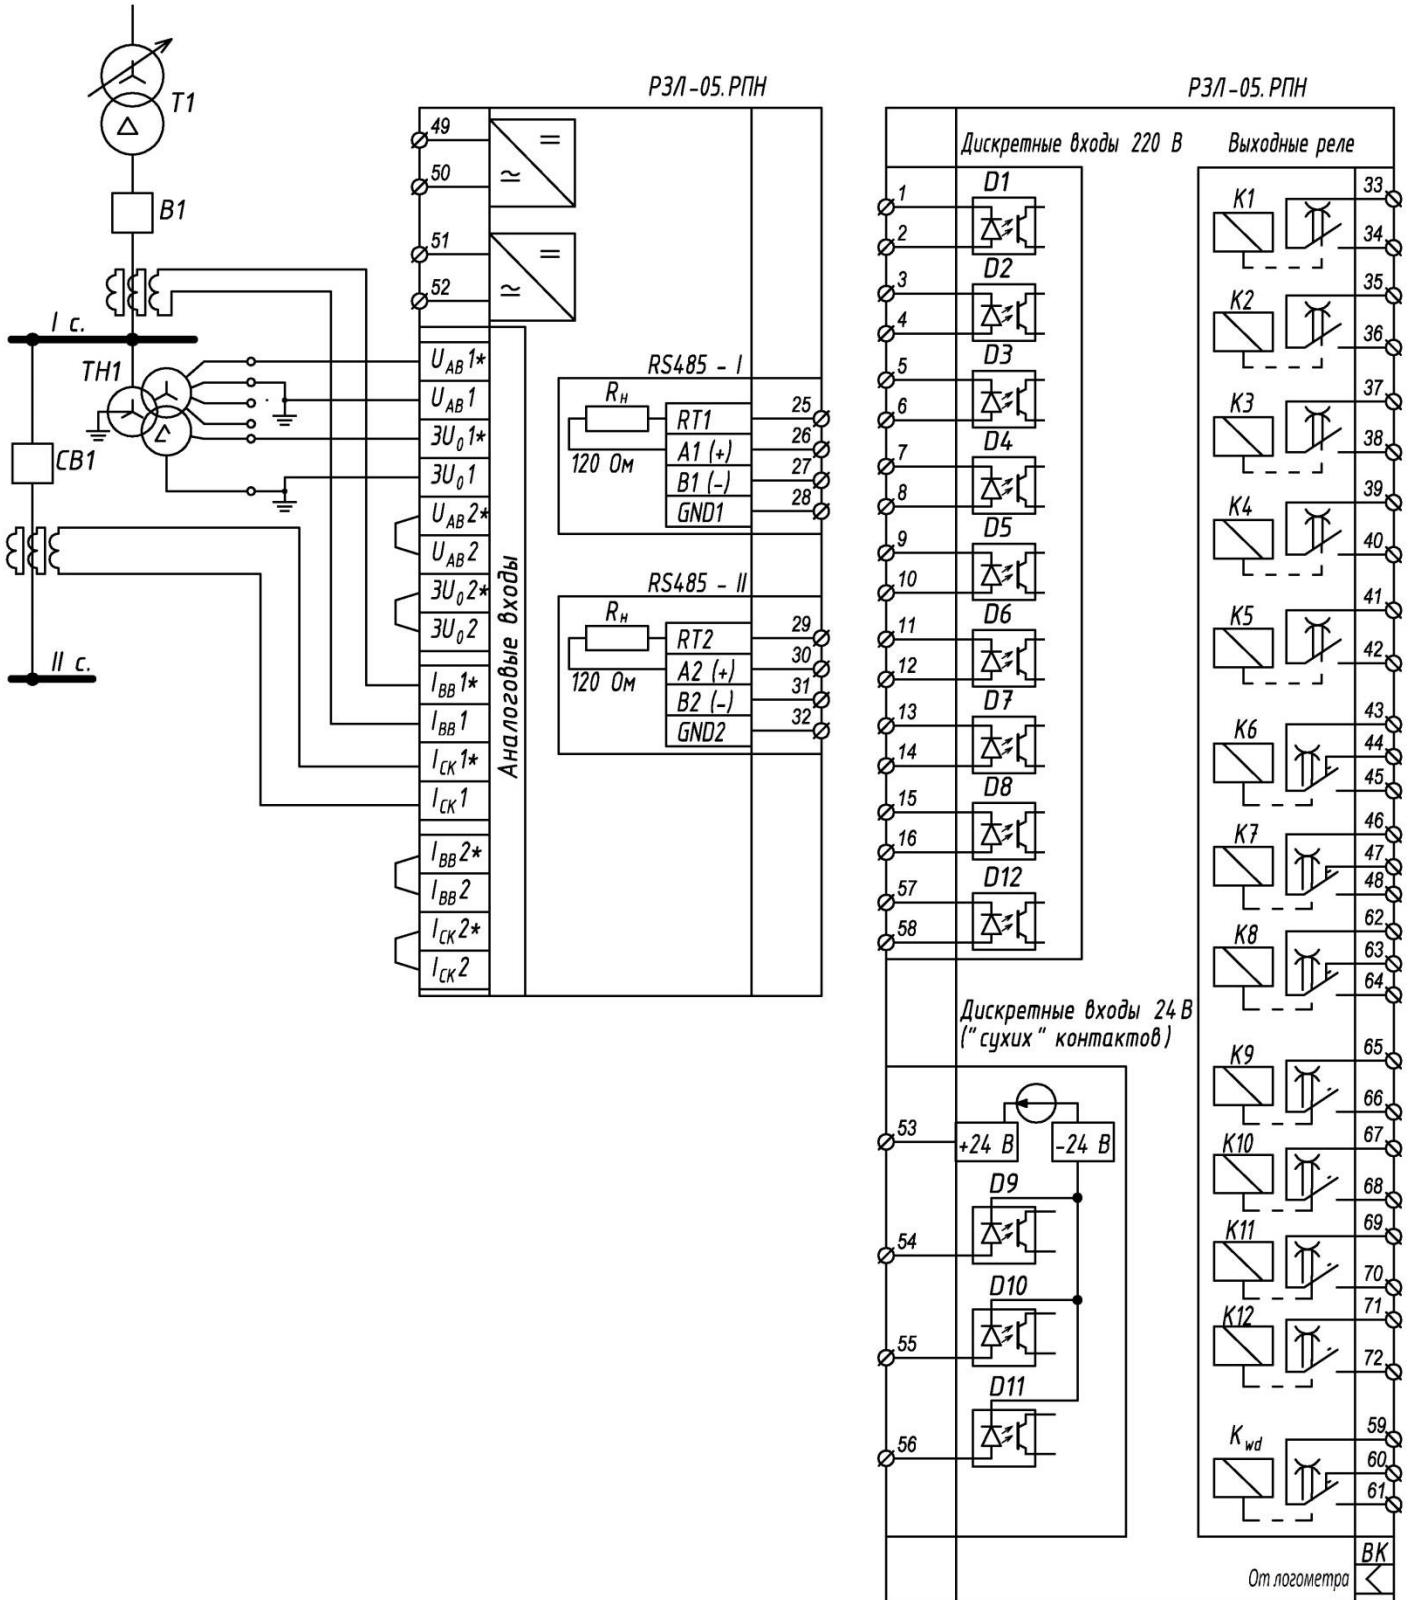 T1
B1
I с.
ТН1
СВ1
II с.
РЗЛ-05.РПН
49
50
51
52
U_AB 1*
U_AB 1
3U_0 1*
3U_0 1
U_AB 2*
U_AB 2
3U_0 2*
3U_0 2
I_BB 1*
I_BB 1
I_СК 1*
I_СК 1
I_BB 2*
I_BB 2
I_СК 2*
I_СК 2
Аналоговые входы
RS485 - I
R_н
120 Ом
RT1
A1 (+)
B1 (-)
GND1
25
26
27
28
RS485 - II
R_н
120 Ом
RT2
A2 (+)
B2 (-)
GND2
29
30
31
32
РЗЛ-05.РПН
Дискретные входы 220 В
1
2
D1
3
4
D2
5
6
D3
7
8
D4
9
10
D5
11
12
D6
13
14
D7
15
16
D8
57
58
D12
Дискретные входы 24 В
("сухих" контактов)
53
+24 В
-24 В
54
D9
55
D10
56
D11
Выходные реле
K1
33
34
K2
35
36
K3
37
38
K4
39
40
K5
41
42
K6
43
44
45
K7
46
47
48
K8
62
63
64
K9
65
66
K10
67
68
K11
69
70
K12
71
72
K_wd
59
60
61
ВК
От логометра